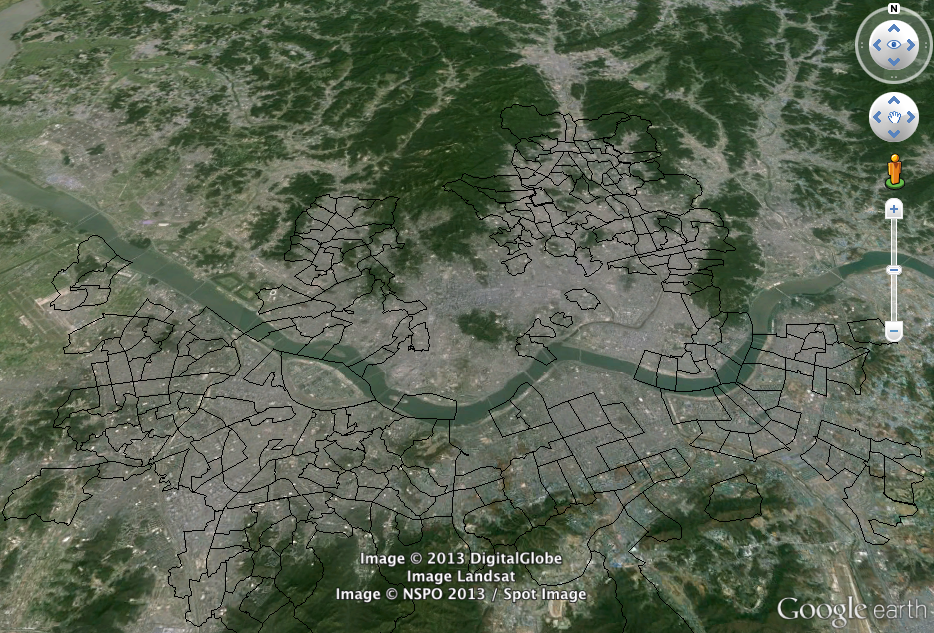 N
Image © 2013 DigitalGlobe
Image Landsat
Image © NSPO 2013 / Spot Image
Google earth